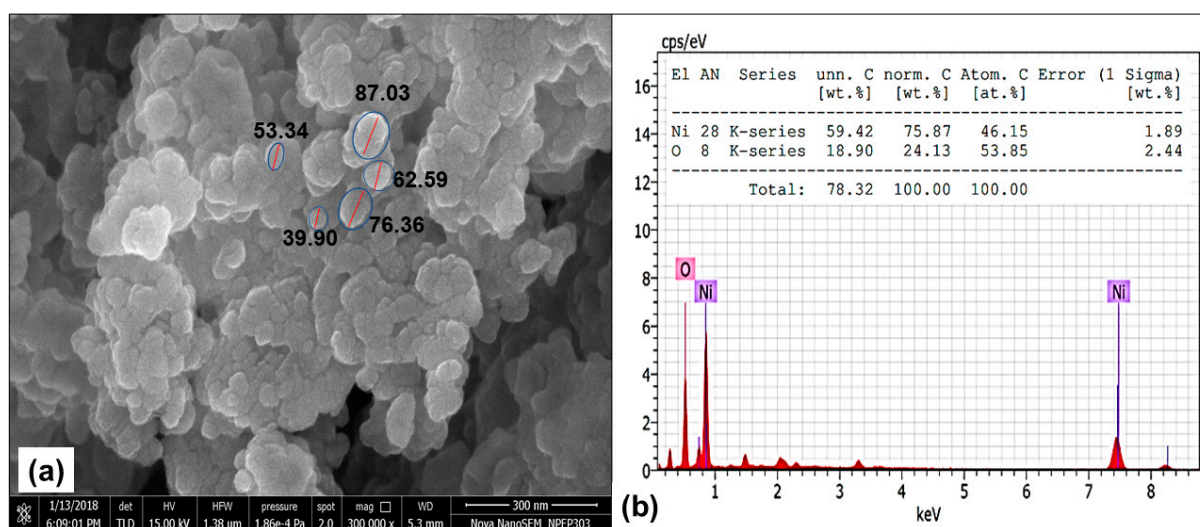 87.03
53.34
62.59
76.36
39.90
(a)
1/13/2018 det HV HFW pressure spot mag WD 300 nm
6:09:01 PM TLD 15.00 kV 1.38 µm 1.86e-4 Pa 2.0 300 000 x 5.3 mm Nova NanoSEM NPEP303
cps/eV
El AN Series unn. C norm. C Atom. C Error (1 Sigma)
[wt.%] [wt.%] [at.%] [wt.%]
Ni 28 K-series 59.42 75.87 46.15 1.89
O 8 K-series 18.90 24.13 53.85 2.44
Total: 78.32 100.00 100.00
16
14
12
10
8
6
4
2
0
O
Ni
Ni
1 2 3 4 5 6 7 8
keV
(b)